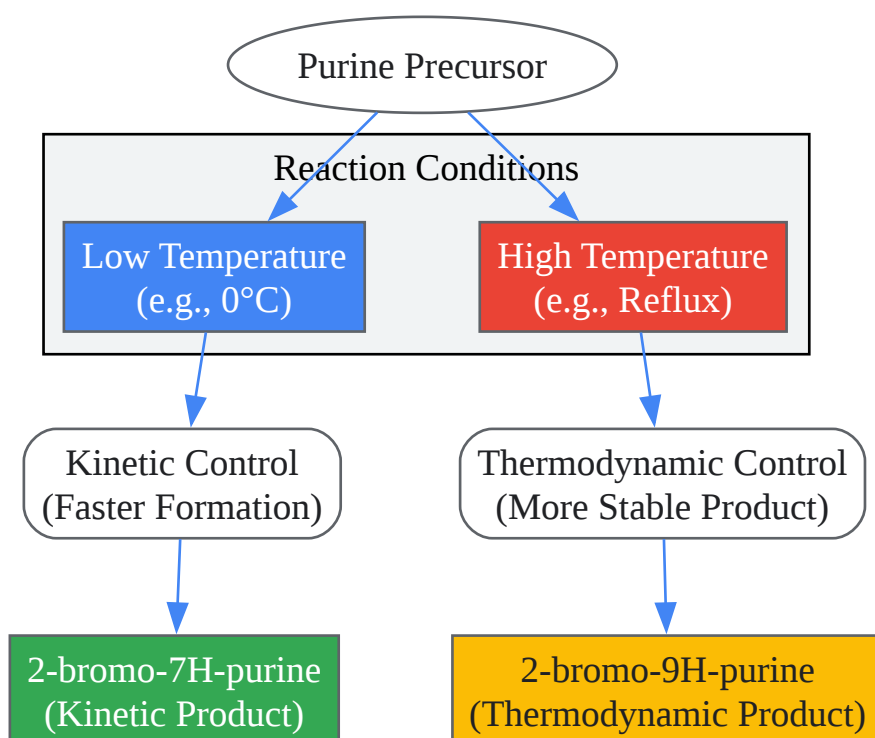 Purine Precursor
Reaction Conditions
Low Temperature
(e.g., 0°C)
High Temperature
(e.g., Reflux)
Kinetic Control
(Faster Formation)
Thermodynamic Control
(More Stable Product)
2-bromo-7H-purine
(Kinetic Product)
2-bromo-9H-purine
(Thermodynamic Product)